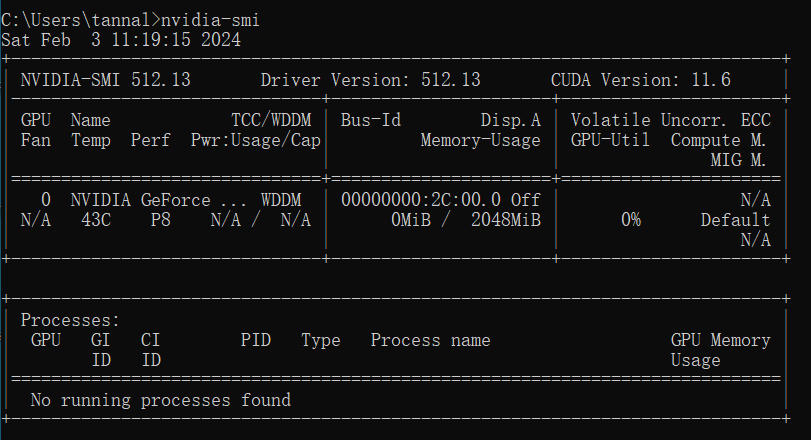 C:\Users\tannal>nvidia-smi
Sat Feb  3 11:19:15 2024
NVIDIA-SMI 512.13       Driver Version: 512.13       CUDA Version: 11.6
GPU  Name            TCC/WDDM | Bus-Id        Disp.A | Volatile Uncorr. ECC
Fan  Temp  Perf  Pwr:Usage/Cap|         Memory-Usage | GPU-Util  Compute M.
MIG M.
0  NVIDIA GeForce ... WDDM | 00000000:2C:00.0 Off | N/A
N/A   43C    P8    N/A /  N/A | 0MiB /  2048MiB | 0%      Default
N/A
Processes:
GPU   GI   CI        PID   Type   Process name                  GPU Memory
ID   ID                                                   Usage
No running processes found